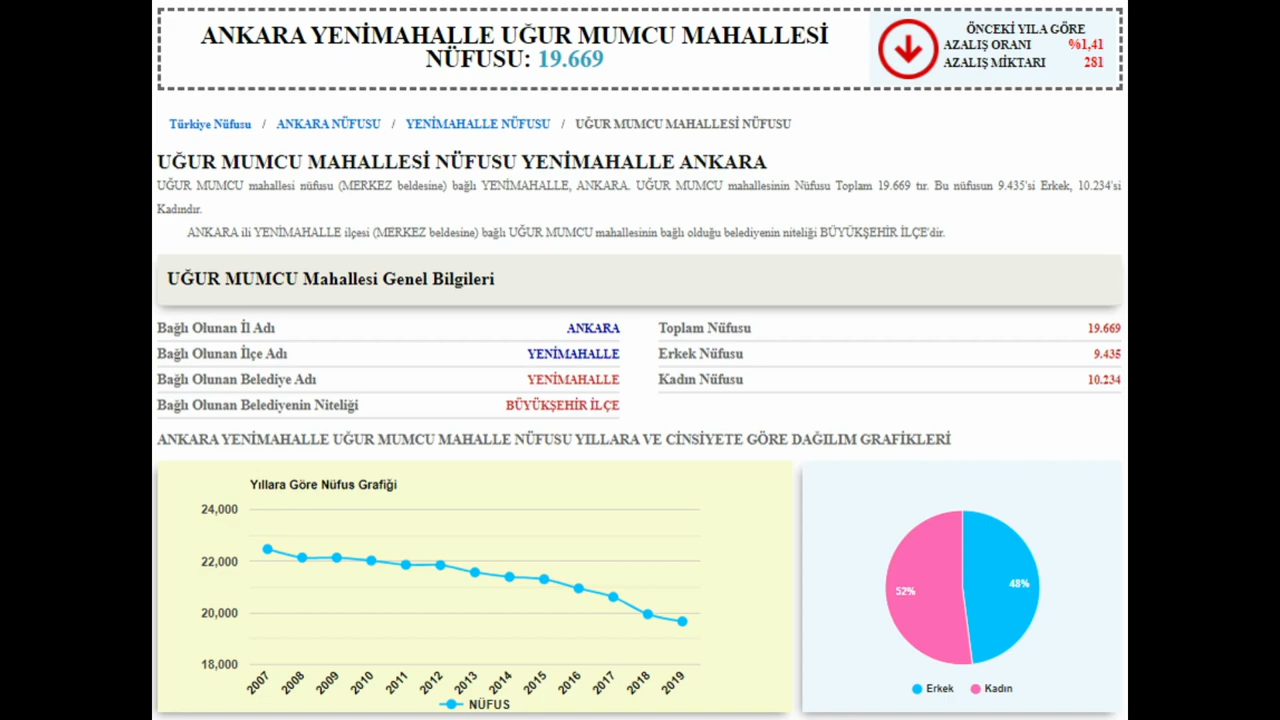 ANKARA YENİMAHALLE UĞUR MUMCU MAHALLESİ
NÜFUSU: 19.669
ÖNCEKİ YILA GÖRE
AZALIŞ ORANI %1,41
AZALIŞ MİKTARI 281
Türkiye Nüfusu / ANKARA NÜFUSU / YENİMAHALLE NÜFUSU / UĞUR MUMCU MAHALLESİ NÜFUSU
UĞUR MUMCU MAHALLESİ NÜFUSU YENİMAHALLE ANKARA
UĞUR MUMCU mahallesi nüfusu (MERKEZ beldesine) bağlı YENİMAHALLE, ANKARA. UĞUR MUMCU mahallesinin Nüfusu Toplam 19.669 tır. Bu nüfusun 9.435'si Erkek, 10.234'si
Kadındır.
ANKARA ili YENİMAHALLE ilçesi (MERKEZ beldesine) bağlı UĞUR MUMCU mahallesinin bağlı olduğu belediyenin niteliği BÜYÜKŞEHİR İLÇE'dir.
UĞUR MUMCU Mahallesi Genel Bilgileri
Bağlı Olunan İl Adı ANKARA
Bağlı Olunan İlçe Adı YENİMAHALLE
Bağlı Olunan Belediye Adı YENİMAHALLE
Bağlı Olunan Belediyenin Niteliği BÜYÜKŞEHİR İLÇE
Toplam Nüfusu 19.669
Erkek Nüfusu 9.435
Kadın Nüfusu 10.234
ANKARA YENİMAHALLE UĞUR MUMCU MAHALLE NÜFUSU YILLARA VE CİNSİYETE GÖRE DAĞILIM GRAFİKLERİ
Yıllara Göre Nüfus Grafiği
24,000
22,000
20,000
18,000
2007 2008 2009 2010 2011 2012 2013 2014 2015 2016 2017 2018 2019
NÜFUS
52% 48%
Erkek Kadın